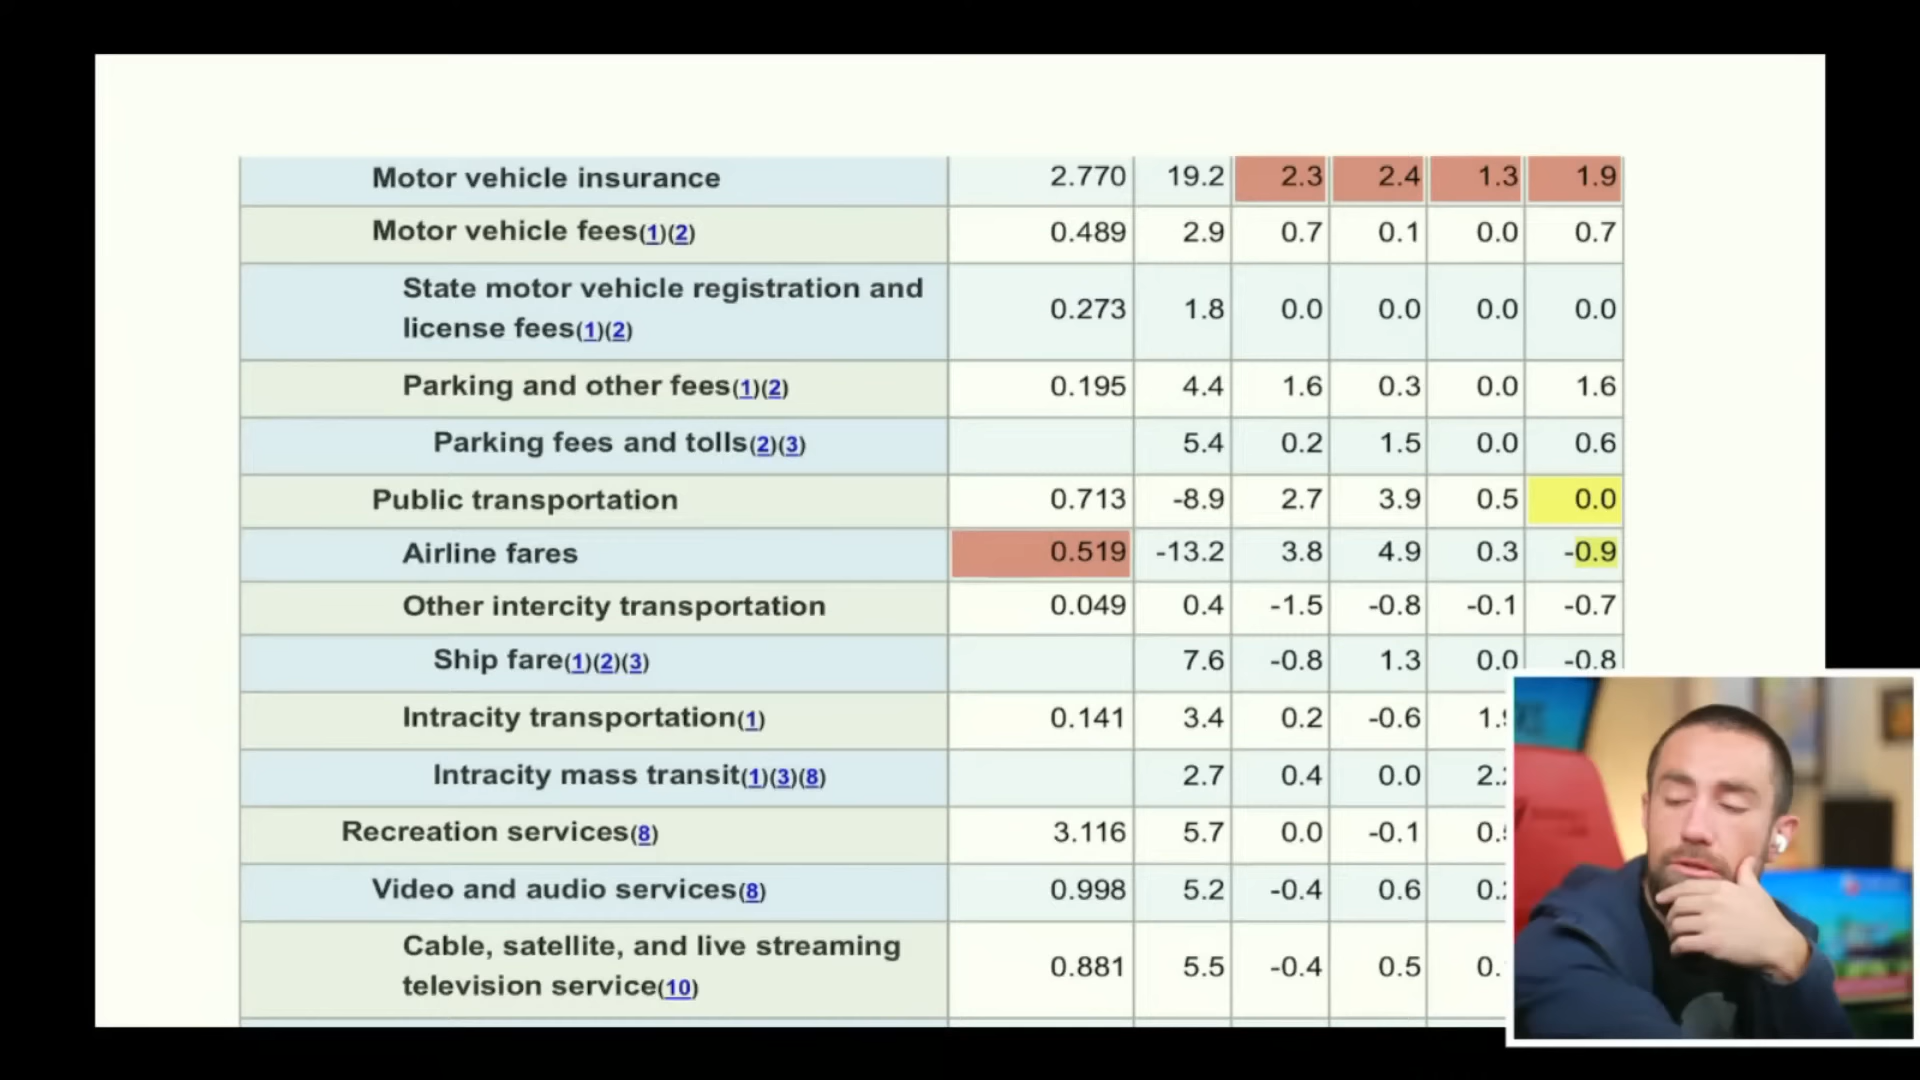 Motor vehicle insurance 2.770 19.2 2.3 2.4 1.3 1.9
Motor vehicle fees(1)(2) 0.489 2.9 0.7 0.1 0.0 0.7
State motor vehicle registration and
license fees(1)(2) 0.273 1.8 0.0 0.0 0.0 0.0
Parking and other fees(1)(2) 0.195 4.4 1.6 0.3 0.0 1.6
Parking fees and tolls(2)(3) 5.4 0.2 1.5 0.0 0.6
Public transportation 0.713 -8.9 2.7 3.9 0.5 0.0
Airline fares 0.519 -13.2 3.8 4.9 0.3 -0.9
Other intercity transportation 0.049 0.4 -1.5 -0.8 -0.1 -0.7
Ship fare(1)(2)(3) 7.6 -0.8 1.3 0.0 -0.8
Intracity transportation(1) 0.141 3.4 0.2 -0.6
Intracity mass transit(1)(3)(8) 2.7 0.4 0.0
Recreation services(8) 3.116 5.7 0.0 -0.1
Video and audio services(8) 0.998 5.2 -0.4 0.6
Cable, satellite, and live streaming
television service(10) 0.881 5.5 -0.4 0.5